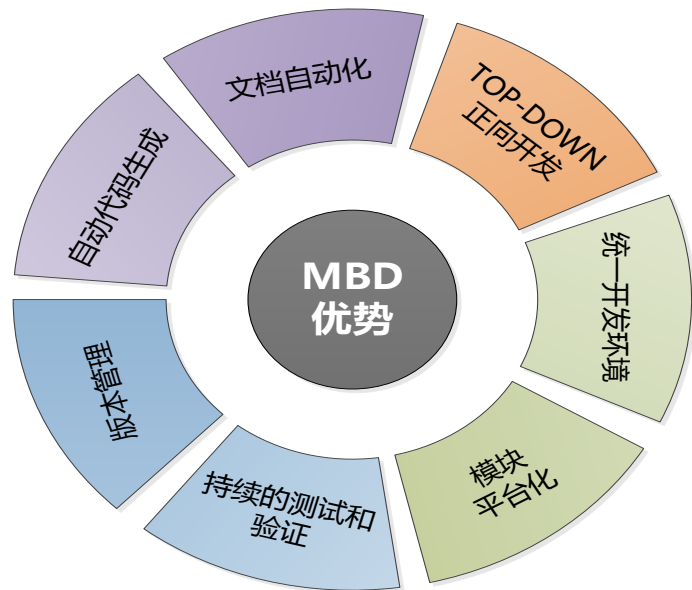 MBD
优势
TOP-DOWN
正向开发
统一开发环境
模块
平台化
持续的测试和
验证
版本管理
自动代码生成
文档自动化